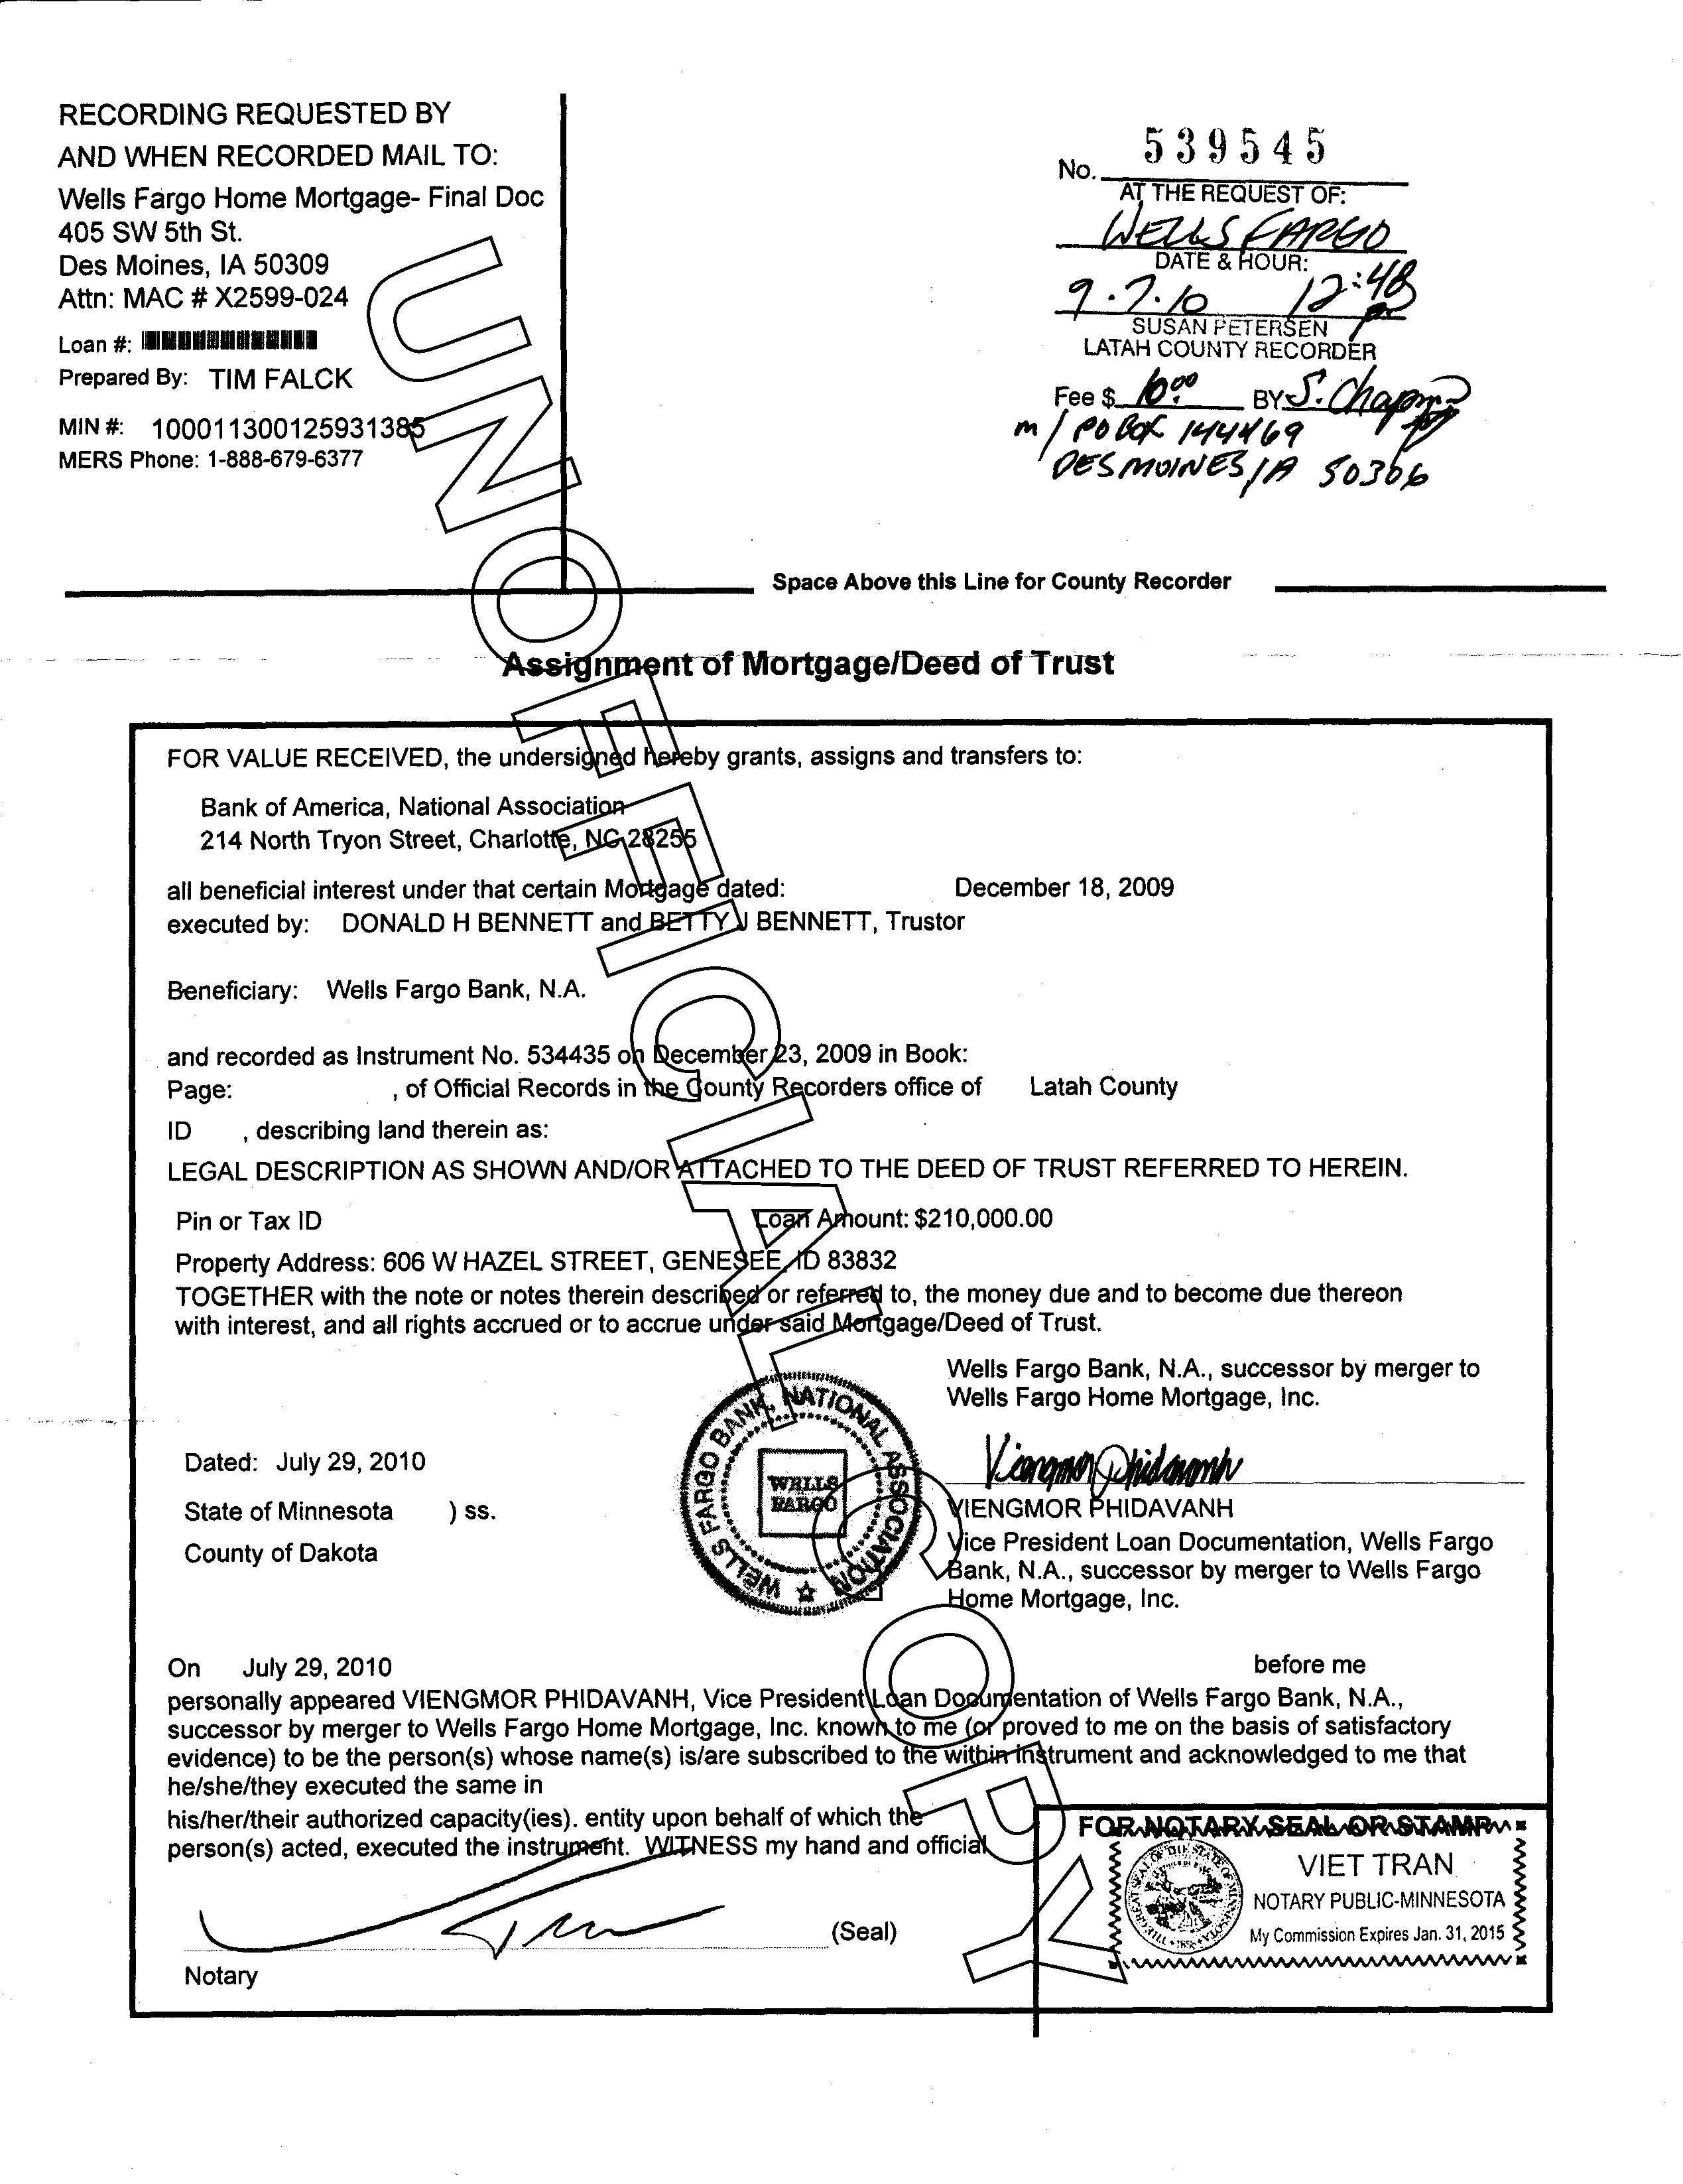 RECORDING REQUESTED BY
AND WHEN RECORDED MAIL TO:
Wells Fargo Home Mortgage- Final Doc
405 SW 5th St.
Des Moines, IA 50309
Attn: MAC # X2599-024
Loan #:
Prepared By: TIM FALCK
MIN #: 100011300125931385
MERS Phone: 1-888-679-6377
No. 539545
AT THE REQUEST OF:
WELLS FARGO
DATE & HOUR:
9.7.10 12:48 pm
SUSAN PETERSEN
LATAH COUNTY RECORDER
Fee $ 10.00 BY S. Chapman
m/ PO BOX 144469
DES MOINES, IA 50306
Space Above this Line for County Recorder
Assignment of Mortgage/Deed of Trust
FOR VALUE RECEIVED, the undersigned hereby grants, assigns and transfers to:
Bank of America, National Association
214 North Tryon Street, Charlotte, NC 28255
all beneficial interest under that certain Mortgage dated: December 18, 2009
executed by: DONALD H BENNETT and BETTY J BENNETT, Trustor
Beneficiary: Wells Fargo Bank, N.A.
and recorded as Instrument No. 534435 on December 23, 2009 in Book:
Page: , of Official Records in the County Recorders office of Latah County
ID , describing land therein as:
LEGAL DESCRIPTION AS SHOWN AND/OR ATTACHED TO THE DEED OF TRUST REFERRED TO HEREIN.
Pin or Tax ID Loan Amount: $210,000.00
Property Address: 606 W HAZEL STREET, GENESEE, ID 83832
TOGETHER with the note or notes therein described or referred to, the money due and to become due thereon
with interest, and all rights accrued or to accrue under said Mortgage/Deed of Trust.
Wells Fargo Bank, N.A., successor by merger to
Wells Fargo Home Mortgage, Inc.
WELLS FARGO BANK, NATIONAL ASSOCIATION
WELLS
FARGO
Dated: July 29, 2010
State of Minnesota ) ss.
County of Dakota
Viengmor Phidavanh
VIENGMOR PHIDAVANH
Vice President Loan Documentation, Wells Fargo
Bank, N.A., successor by merger to Wells Fargo
Home Mortgage, Inc.
On July 29, 2010 before me
personally appeared VIENGMOR PHIDAVANH, Vice President Loan Documentation of Wells Fargo Bank, N.A.,
successor by merger to Wells Fargo Home Mortgage, Inc. known to me (or proved to me on the basis of satisfactory
evidence) to be the person(s) whose name(s) is/are subscribed to the within instrument and acknowledged to me that
he/she/they executed the same in
his/her/their authorized capacity(ies). entity upon behalf of which the
person(s) acted, executed the instrument. WITNESS my hand and official
(Seal)
Notary
FOR NOTARY SEAL OR STAMP
VIET TRAN
NOTARY PUBLIC-MINNESOTA
My Commission Expires Jan. 31, 2015
UNOFFICIAL COPY